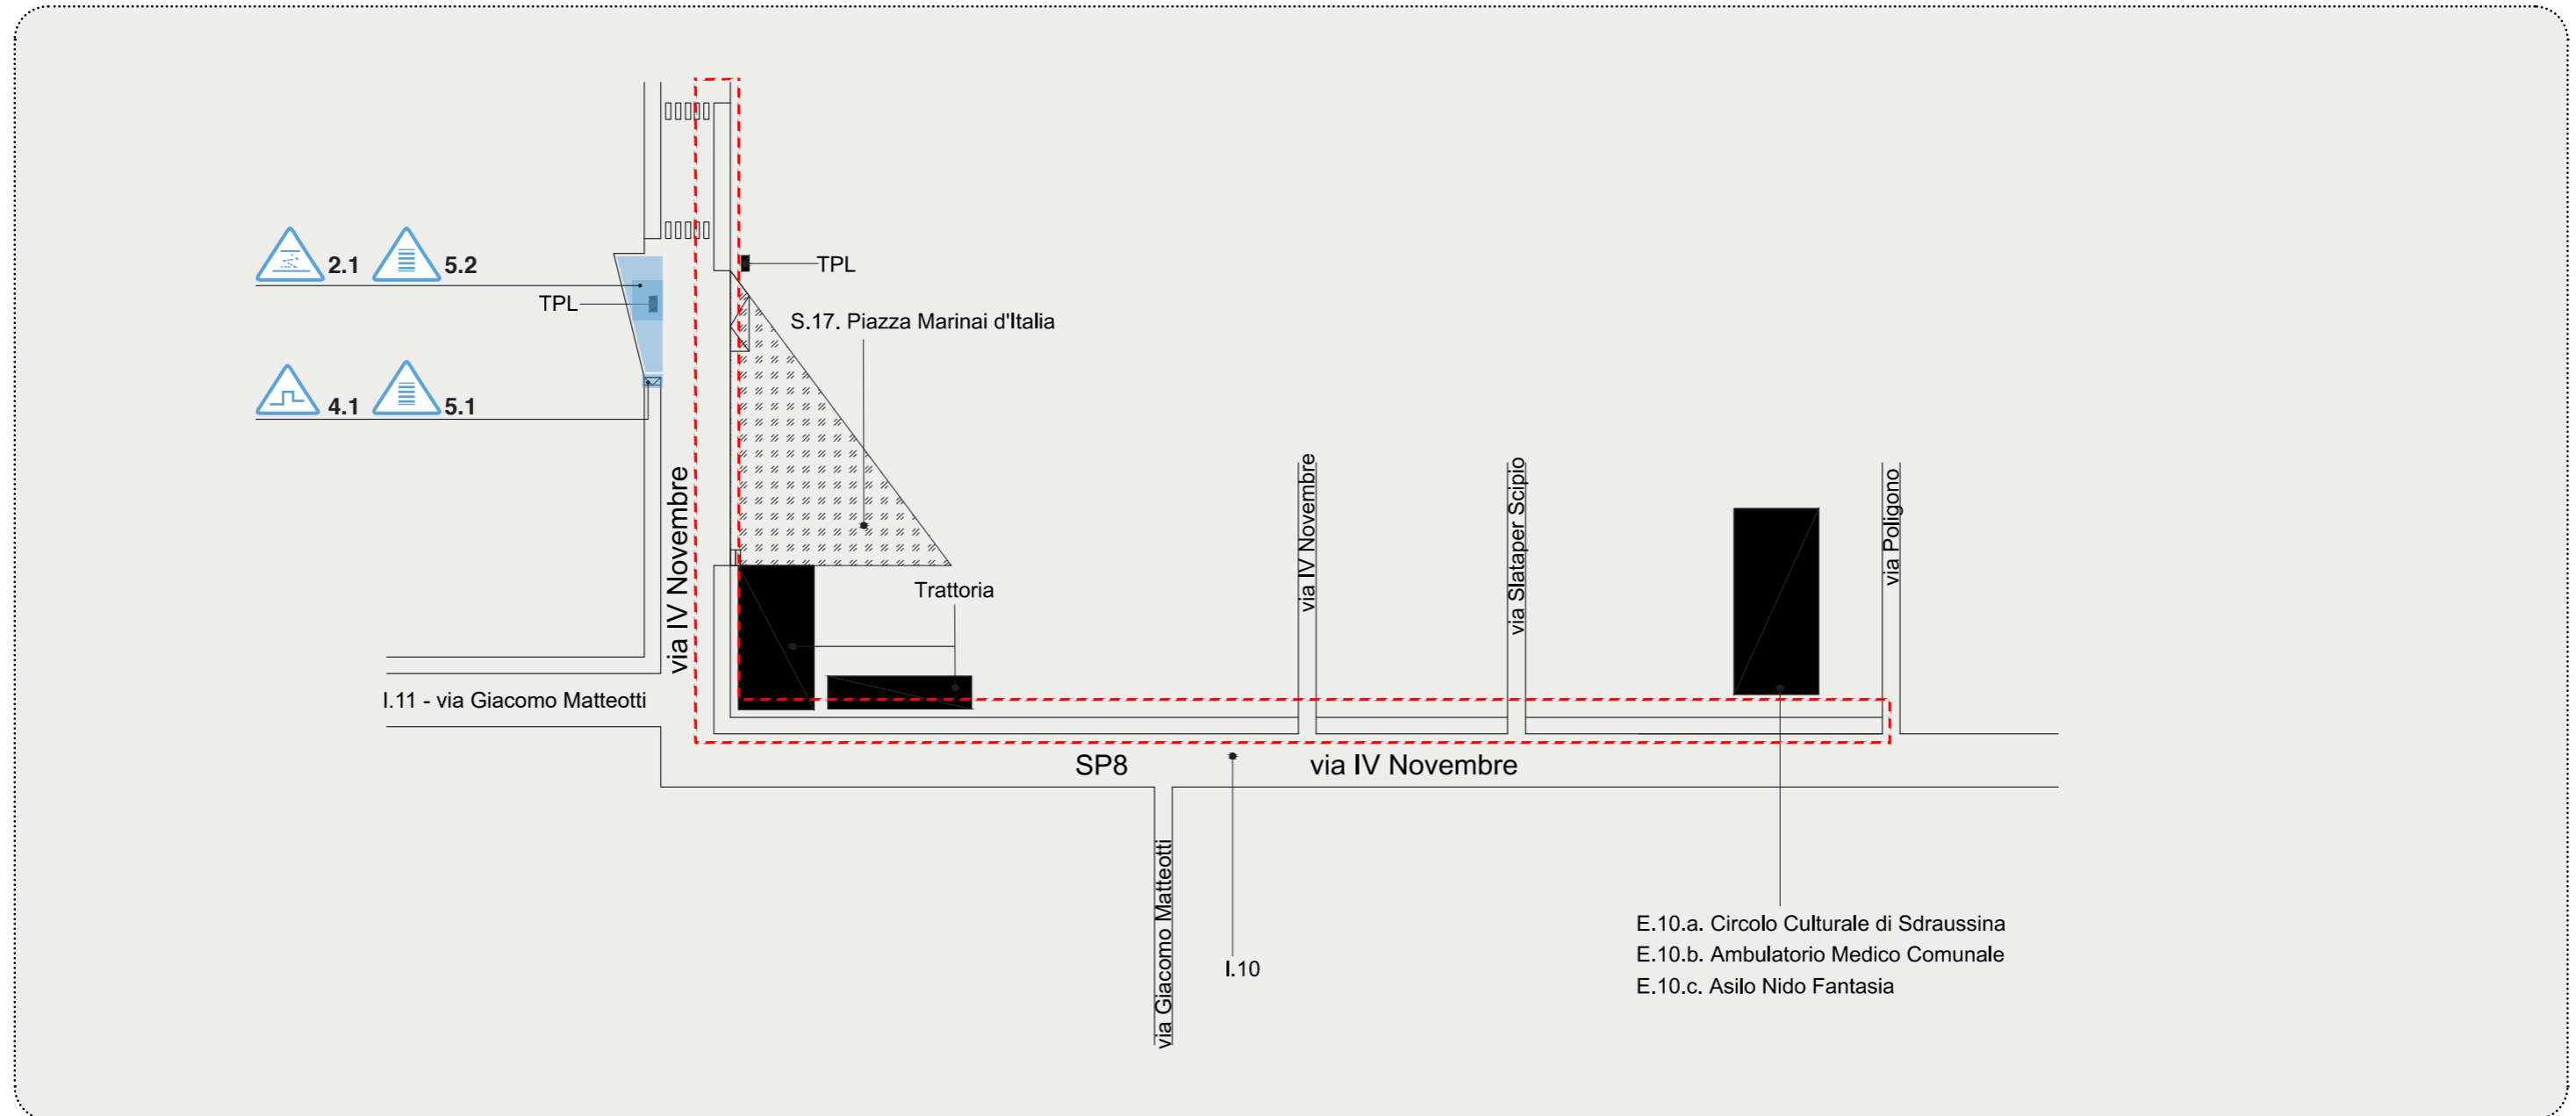 2.1 5.2
TPL
TPL
S.17. Piazza Marinai d'Italia
4.1 5.1
via IV Novembre
via IV Novembre
via Slataper Scipio
via Poligono
Trattoria
I.11 - via Giacomo Matteotti
SP8 via IV Novembre
via Giacomo Matteotti
I.10
E.10.a. Circolo Culturale di Sdraussina
E.10.b. Ambulatorio Medico Comunale
E.10.c. Asilo Nido Fantasia